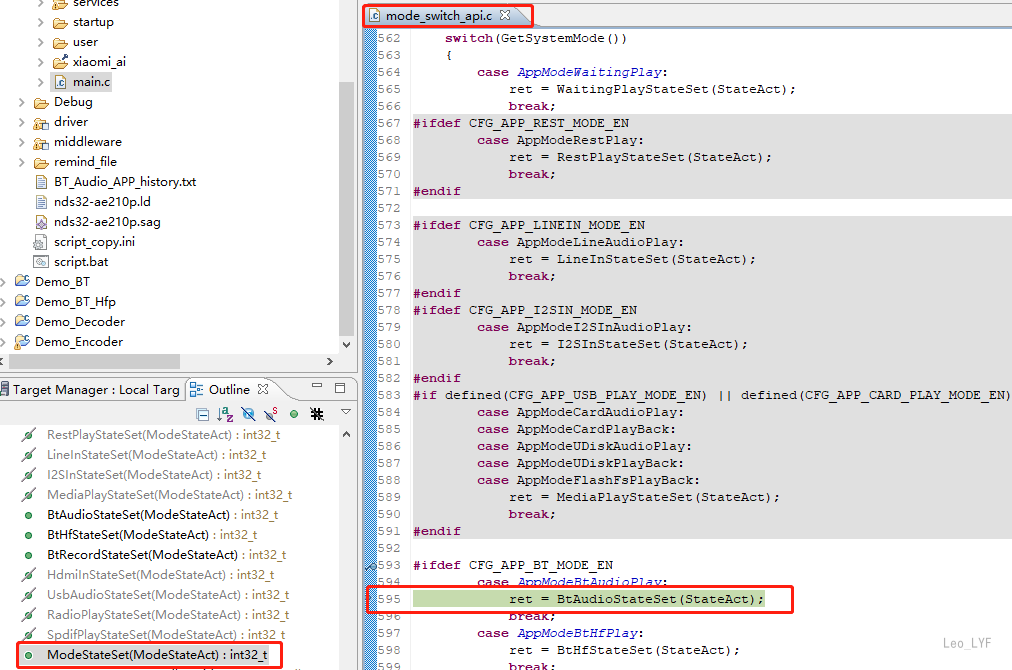 services
startup
user
xiaomi_ai
main.c
Debug
driver
middleware
remind_file
BT_Audio_APP_history.txt
nds32-ae210p.ld
nds32-ae210p.sag
script_copy.ini
script.bat
Demo_BT
Demo_BT_Hfp
Demo_Decoder
Demo_Encoder
Target Manager : Local Targ
Outline
RestPlayStateSet(ModeStateAct) : int32_t
LineInStateSet(ModeStateAct) : int32_t
I2SInStateSet(ModeStateAct) : int32_t
MediaPlayStateSet(ModeStateAct) : int32_t
BtAudioStateSet(ModeStateAct) : int32_t
BtHfStateSet(ModeStateAct) : int32_t
BtRecordStateSet(ModeStateAct) : int32_t
HdmiInStateSet(ModeStateAct) : int32_t
UsbAudioStateSet(ModeStateAct) : int32_t
RadioPlayStateSet(ModeStateAct) : int32_t
SpdifPlayStateSet(ModeStateAct) : int32_t
ModeStateSet(ModeStateAct) : int32_t
mode_switch_api.c
562 switch(GetSystemMode())
563 {
564 case AppModeWaitingPlay:
565 ret = WaitingPlayStateSet(StateAct);
566 break;
567 #ifdef CFG_APP_REST_MODE_EN
568 case AppModeRestPlay:
569 ret = RestPlayStateSet(StateAct);
570 break;
571 #endif
572
573 #ifdef CFG_APP_LINEIN_MODE_EN
574 case AppModeLineAudioPlay:
575 ret = LineInStateSet(StateAct);
576 break;
577 #endif
578 #ifdef CFG_APP_I2SIN_MODE_EN
579 case AppModeI2SInAudioPlay:
580 ret = I2SInStateSet(StateAct);
581 break;
582 #endif
583 #if defined(CFG_APP_USB_PLAY_MODE_EN) || defined(CFG_APP_CARD_PLAY_MODE_EN)
584 case AppModeCardAudioPlay:
585 case AppModeCardPlayBack:
586 case AppModeUDiskAudioPlay:
587 case AppModeUDiskPlayBack:
588 case AppModeFlashFsPlayBack:
589 ret = MediaPlayStateSet(StateAct);
590 break;
591 #endif
592
593 #ifdef CFG_APP_BT_MODE_EN
594 case AppModeBtAudioPlay:
595 ret = BtAudioStateSet(StateAct);
596 break;
597 case AppModeBtHfPlay:
598 ret = BtHfStateSet(StateAct);
599 break;
Leo_LYF